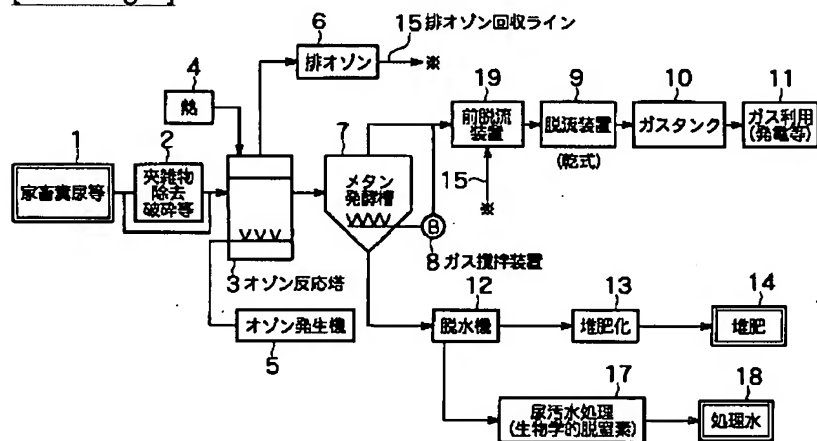 6
15 排オゾン回収ライン
排オゾン
※
4
熱
19
9
10
11
前脱流
装置
脱流装置
(乾式)
ガスタンク
ガス利用
(発電等)
7
1
2
家畜糞尿等
夾雑物
除去
破砕等
メタン
発酵槽
15
※
B
8 ガス攪拌装置
3 オゾン反応塔
オゾン発生機
5
12
13
14
脱水機
堆肥化
堆肥
17
18
尿汚水処理
(生物学的脱窒素)
処理水